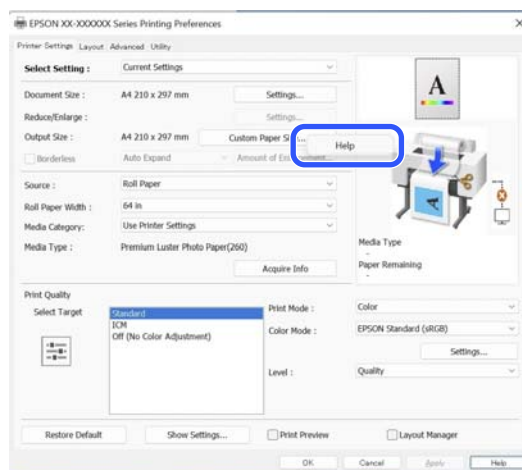 EPSON XX-XXXXXX Series Printing Preferences
Printer Settings Layout Advanced Utility
Select Setting : Current Settings
Document Size : A4 210 x 297 mm Settings...
Reduce/Enlarge : Settings...
Output Size : A4 210 x 297 mm Custom Paper Si...
Help
Borderless Auto Expand Amount of
Source : Roll Paper
Roll Paper Width : 64 in
Media Category: Use Printer Settings
Media Type : Premium Luster Photo Paper(260)
Acquire Info
A
A
Media Type
-
Paper Remaining
-
Print Quality
Select Target
Standard
ICM
Off (No Color Adjustment)
Print Mode : Color
Color Mode : EPSON Standard (sRGB)
Settings...
Level : Quality
Restore Default Show Settings... Print Preview Layout Manager
OK Cancel Apply Help